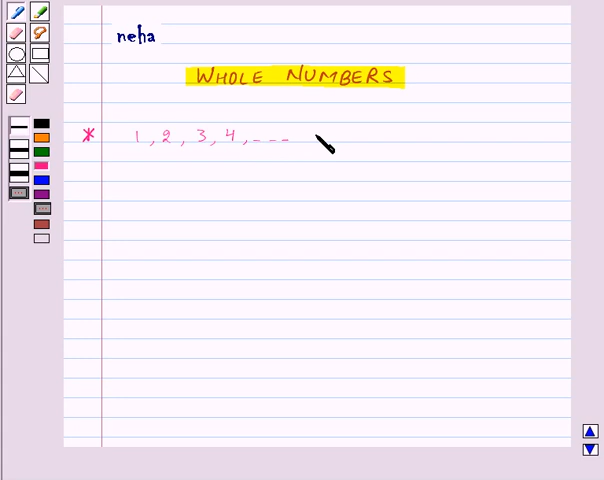 neha
WHOLE NUMBERS
* 1, 2, 3, 4, _ _ _